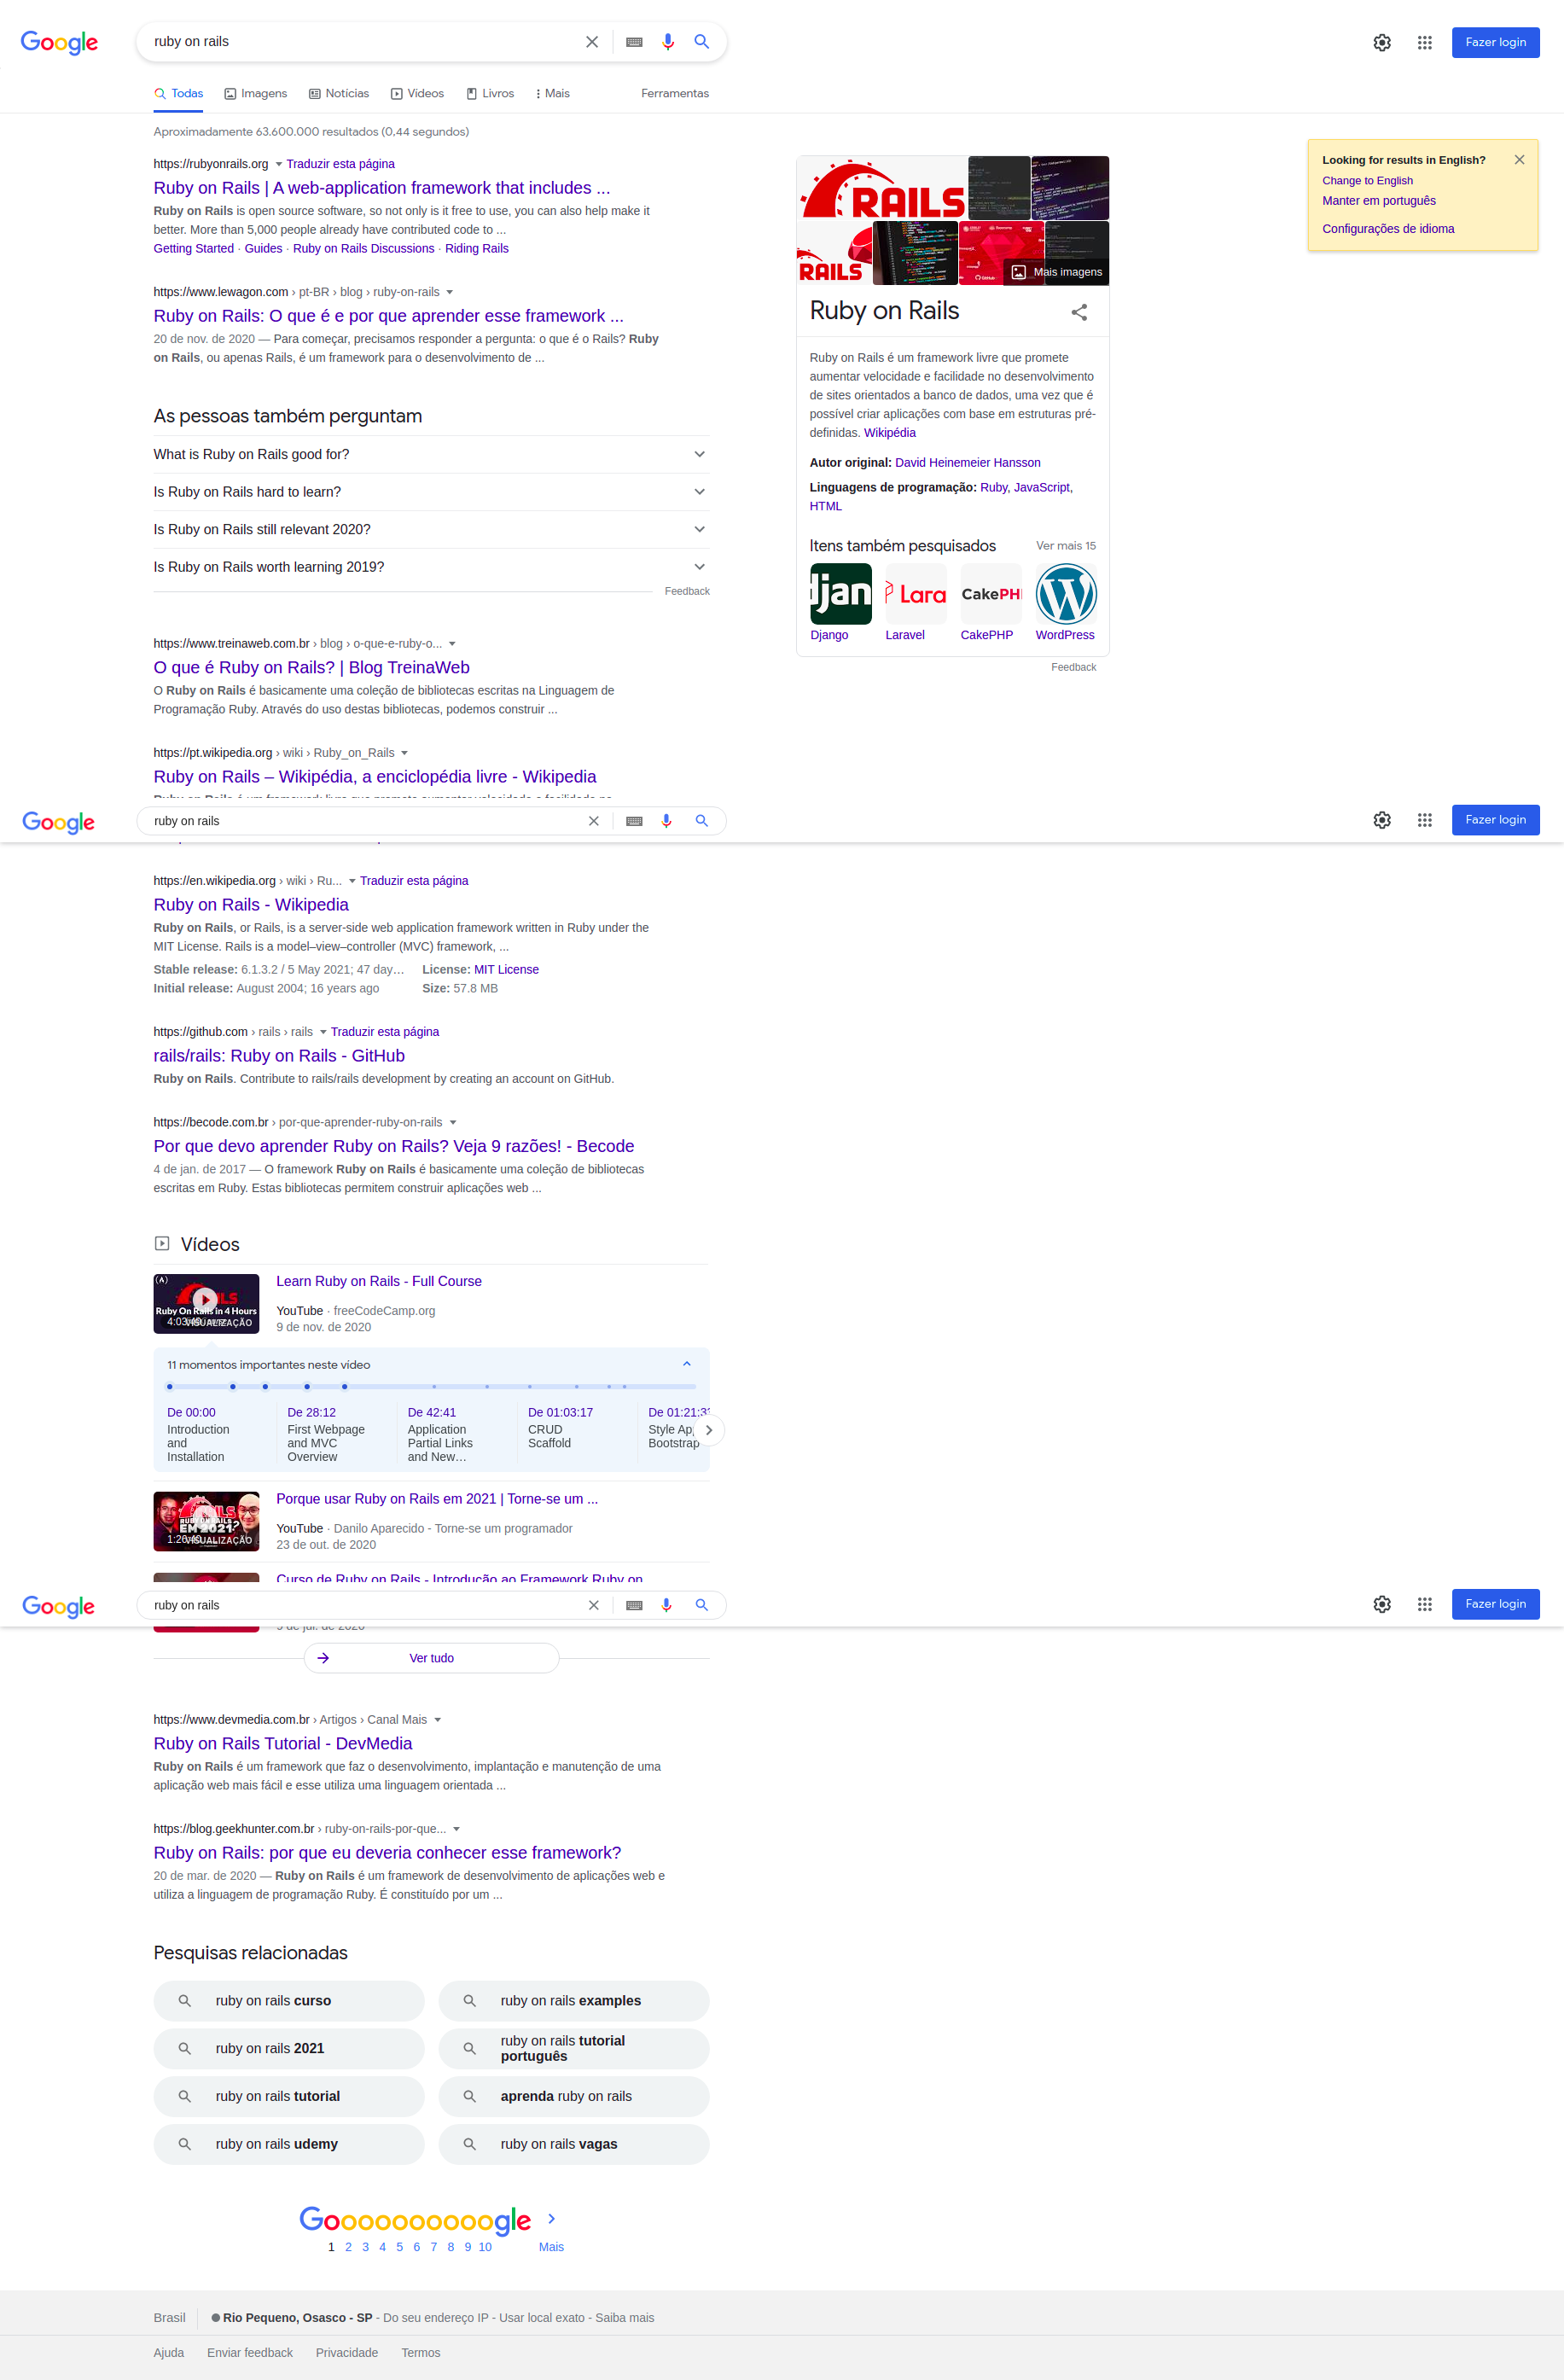 Google
ruby on rails
Fazer login
Todas
Imagens
Notícias
Vídeos
Livros
Mais
Ferramentas
Aproximadamente 63.600.000 resultados (0,44 segundos)
https://rubyonrails.org Traduzir esta página
Ruby on Rails | A web-application framework that includes ...
Ruby on Rails is open source software, so not only is it free to use, you can also help make it
better. More than 5,000 people already have contributed code to ...
Getting Started · Guides · Ruby on Rails Discussions · Riding Rails
https://www.lewagon.com › pt-BR › blog › ruby-on-rails
Ruby on Rails: O que é e por que aprender esse framework ...
20 de nov. de 2020 — Para começar, precisamos responder a pergunta: o que é o Rails? Ruby
on Rails, ou apenas Rails, é um framework para o desenvolvimento de ...
As pessoas também perguntam
What is Ruby on Rails good for?
Is Ruby on Rails hard to learn?
Is Ruby on Rails still relevant 2020?
Is Ruby on Rails worth learning 2019?
Feedback
https://www.treinaweb.com.br › blog › o-que-e-ruby-o...
O que é Ruby on Rails? | Blog TreinaWeb
O Ruby on Rails é basicamente uma coleção de bibliotecas escritas na Linguagem de
Programação Ruby. Através do uso destas bibliotecas, podemos construir ...
https://pt.wikipedia.org › wiki › Ruby_on_Rails
Ruby on Rails – Wikipédia, a enciclopédia livre - Wikipedia
RAILS
RAILS
Mais imagens
Ruby on Rails
Ruby on Rails é um framework livre que promete
aumentar velocidade e facilidade no desenvolvimento
de sites orientados a banco de dados, uma vez que é
possível criar aplicações com base em estruturas pré-
definidas. Wikipédia
Autor original: David Heinemeier Hansson
Linguagens de programação: Ruby, JavaScript,
HTML
Itens também pesquisados
Ver mais 15
djan
Lara
CakePH
Django
Laravel
CakePHP
WordPress
Feedback
Looking for results in English?
Change to English
Manter em português
Configurações de idioma
Google
ruby on rails
Fazer login
https://en.wikipedia.org › wiki › Ru... Traduzir esta página
Ruby on Rails - Wikipedia
Ruby on Rails, or Rails, is a server-side web application framework written in Ruby under the
MIT License. Rails is a model–view–controller (MVC) framework, ...
Stable release: 6.1.3.2 / 5 May 2021; 47 day… License: MIT License
Initial release: August 2004; 16 years ago Size: 57.8 MB
https://github.com › rails › rails Traduzir esta página
rails/rails: Ruby on Rails - GitHub
Ruby on Rails. Contribute to rails/rails development by creating an account on GitHub.
https://becode.com.br › por-que-aprender-ruby-on-rails
Por que devo aprender Ruby on Rails? Veja 9 razões! - Becode
4 de jan. de 2017 — O framework Ruby on Rails é basicamente uma coleção de bibliotecas
escritas em Ruby. Estas bibliotecas permitem construir aplicações web ...
Vídeos
Ruby On Rails in 4 Hours
VISUALIZAÇÃO
Learn Ruby on Rails - Full Course
YouTube · freeCodeCamp.org
9 de nov. de 2020
11 momentos importantes neste vídeo
De 00:00
Introduction
and
Installation
De 28:12
First Webpage
and MVC
Overview
De 42:41
Application
Partial Links
and New…
De 01:03:17
CRUD
Scaffold
De 01:21:3
Style Ap
Bootstrap
RAILS
EM 2021?
VISUALIZAÇÃO
Porque usar Ruby on Rails em 2021 | Torne-se um ...
YouTube · Danilo Aparecido - Torne-se um programador
23 de out. de 2020
Curso de Ruby on Rails - Introdução ao Framework Ruby on
Google
ruby on rails
Fazer login
9 de jul. de 2020
Ver tudo
https://www.devmedia.com.br › Artigos › Canal Mais
Ruby on Rails Tutorial - DevMedia
Ruby on Rails é um framework que faz o desenvolvimento, implantação e manutenção de uma
aplicação web mais fácil e esse utiliza uma linguagem orientada ...
https://blog.geekhunter.com.br › ruby-on-rails-por-que...
Ruby on Rails: por que eu deveria conhecer esse framework?
20 de mar. de 2020 — Ruby on Rails é um framework de desenvolvimento de aplicações web e
utiliza a linguagem de programação Ruby. É constituído por um ...
Pesquisas relacionadas
ruby on rails curso
ruby on rails examples
ruby on rails 2021
ruby on rails tutorial
português
ruby on rails tutorial
aprenda ruby on rails
ruby on rails udemy
ruby on rails vagas
Goooooooooogle
1 2 3 4 5 6 7 8 9 10 Mais
Brasil
Rio Pequeno, Osasco - SP - Do seu endereço IP - Usar local exato - Saiba mais
Ajuda Enviar feedback Privacidade Termos